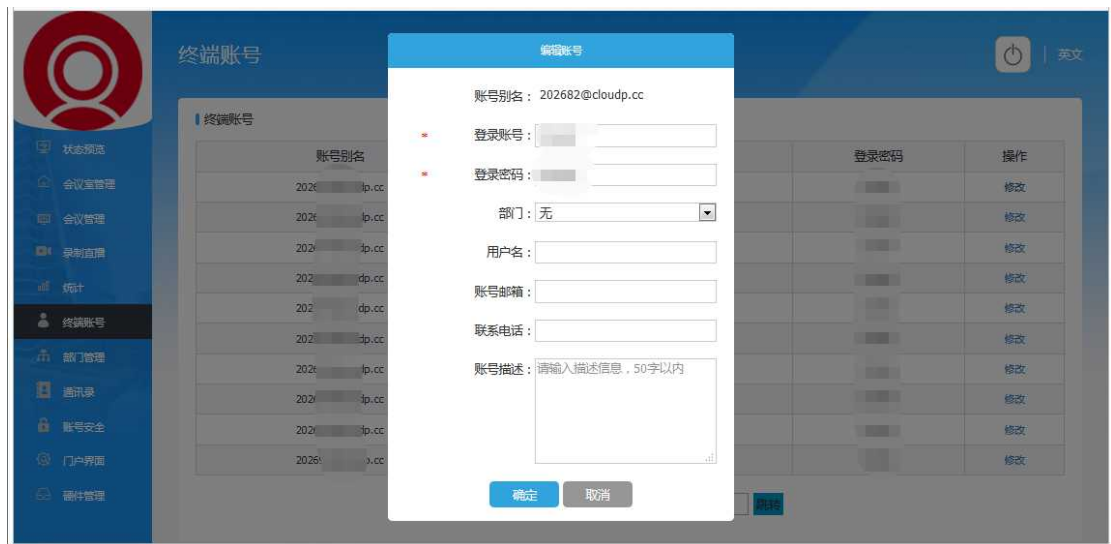 终端账号
英文
编辑账号
账号别名： 202682@cloudp.cc
* 登录账号：
* 登录密码：
部门： 无
用户名：
账号邮箱：
联系电话：
账号描述： 请输入描述信息，50字以内
确定 取消
状态预览
会议室管理
会议管理
录制直播
统计
终端账号
部门管理
通讯录
账号安全
门户界面
硬件管理
终端账号
账号别名 登录密码 操作
修改
修改
修改
修改
修改
修改
修改
修改
修改
修改
跳转